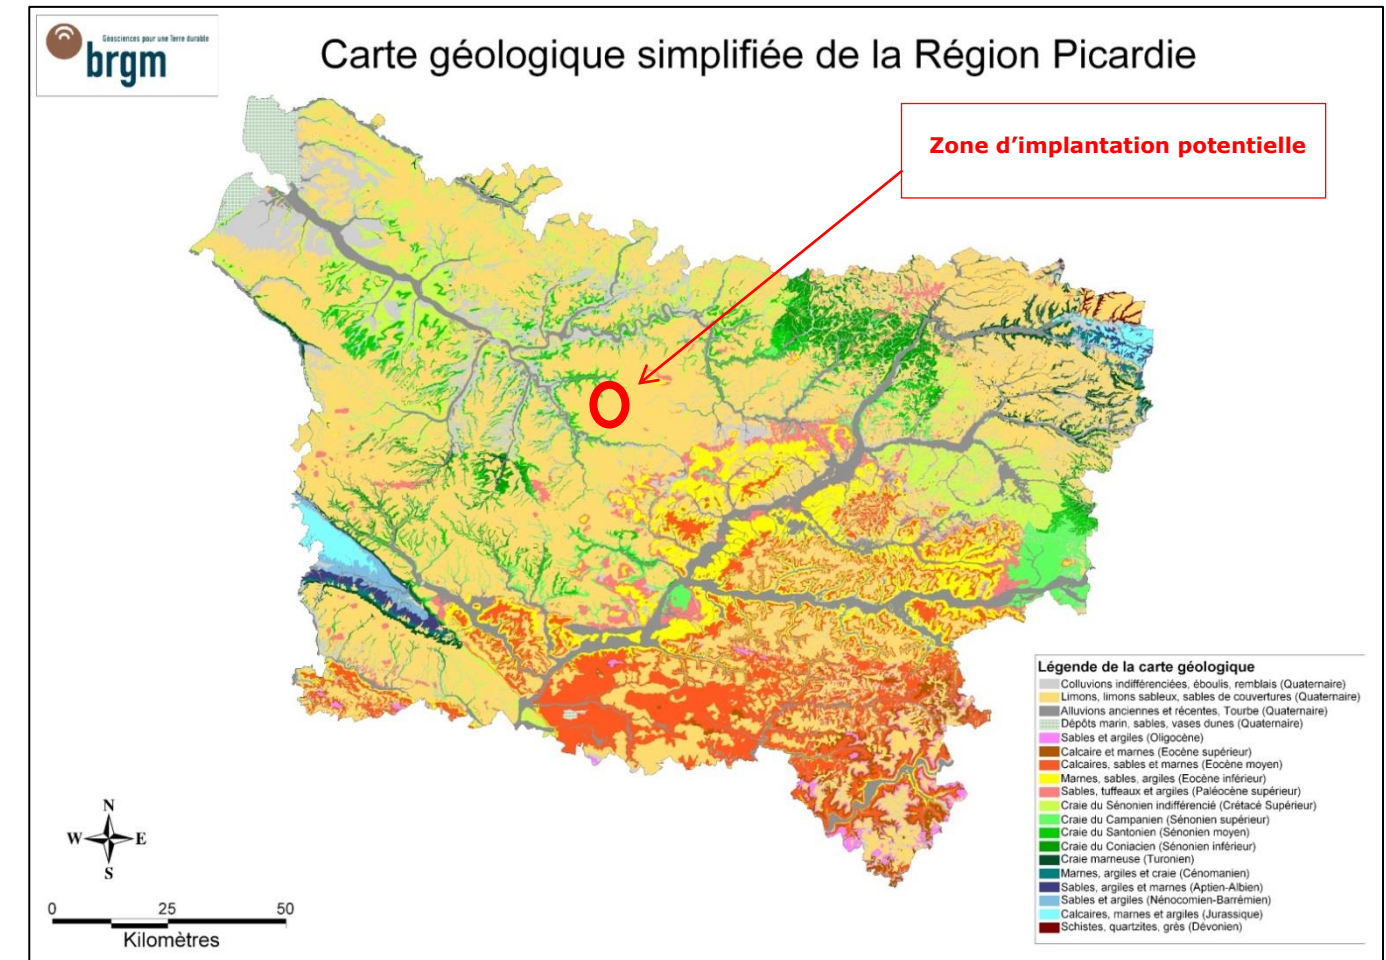 Géosciences pour une Terre durable
brgm
Carte géologique simplifiée de la Région Picardie
Zone d’implantation potentielle
Légende de la carte géologique
Colluvions indifférenciées, éboulis, remblais (Quaternaire)
Limons, limons sableux, sables de couvertures (Quaternaire)
Alluvions anciennes et récentes, Tourbe (Quaternaire)
Dépôts marin, sables, vases dunes (Quaternaire)
Sables et argiles (Oligocène)
Calcaire et marnes (Eocène supérieur)
Calcaires, sables et marnes (Eocène moyen)
Marnes, sables, argiles (Eocène inférieur)
Sables, tuffeaux et argiles (Paléocène supérieur)
Craie du Sénonien indifférencié (Crétacé Supérieur)
Craie du Campanien (Sénonien supérieur)
Craie du Santonien (Sénonien moyen)
Craie du Coniacien (Sénonien inférieur)
Craie marneuse (Turonien)
Marnes, argiles et craie (Cénomanien)
Sables, argiles et marnes (Aptien-Albien)
Sables et argiles (Nénocomien-Barrémien)
Calcaires, marnes et argiles (Jurassique)
Schistes, quartzites, grès (Dévonien)
N
W E
S
0 25 50
Kilomètres